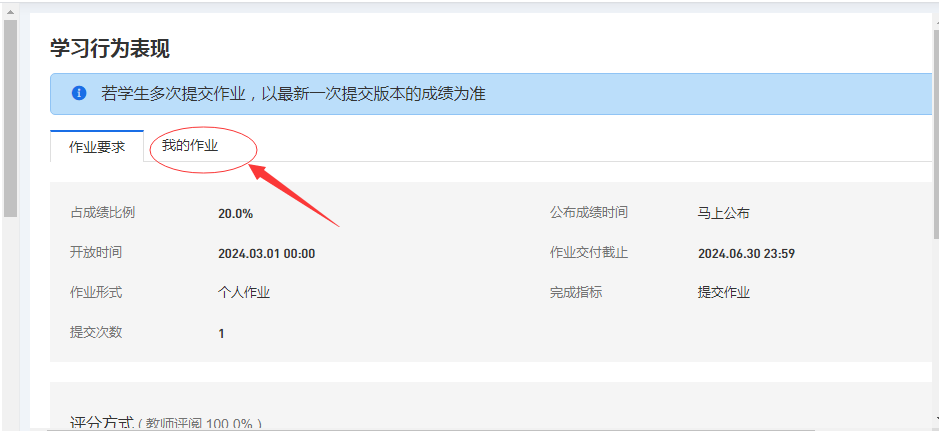 学习行为表现
若学生多次提交作业，以最新一次提交版本的成绩为准
作业要求 我的作业
占成绩比例 20.0% 公布成绩时间 马上公布
开放时间 2024.03.01 00:00 作业交付截止 2024.06.30 23:59
作业形式 个人作业 完成指标 提交作业
提交次数 1
评分方式 ( 教师评阅 100.0% )